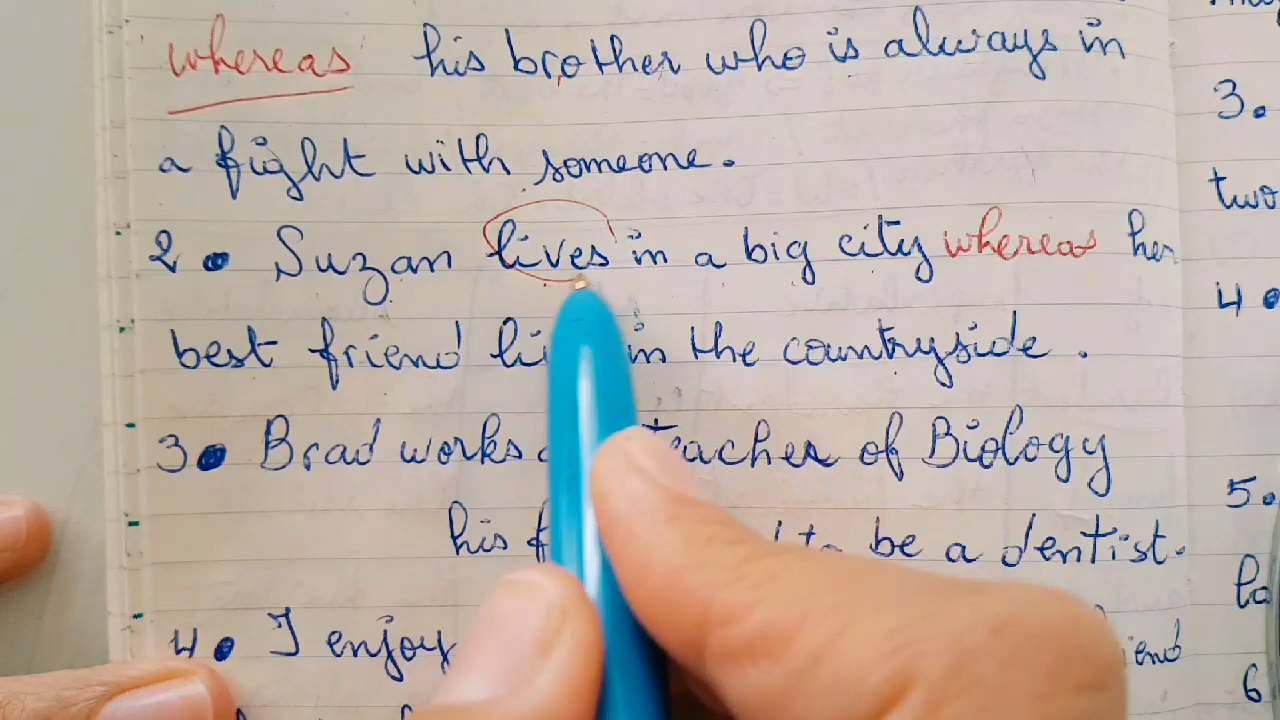 whereas his brother who is always in
a fight with someone.
2. Suzan lives in a big city whereas her
best friend in the countryside.
3. Brad works teacher of Biology
his be a dentist.
4. I enjoy
3.
two
4.
5.
6